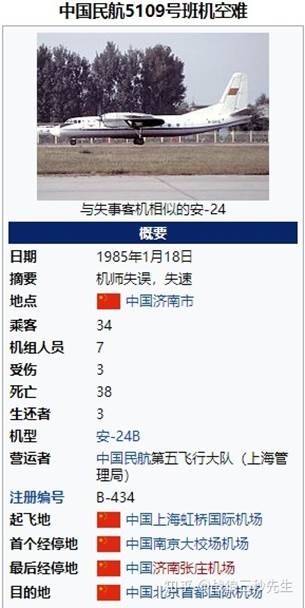 中国民航5109号班机空难
与失事客机相似的安-24
概要
日期 1985年1月18日
摘要 机师失误，失速
地点 中国济南市
乘客 34
机组人员 7
受伤 3
死亡 38
生还者 3
机型 安-24B
营运者 中国民航第五飞行大队（上海管
理局）
注册编号 B-434
起飞地 中国上海虹桥国际机场
首个经停地 中国南京大校场机场
最后经停地 中国济南张庄机场
目的地 中国北京首都国际机场